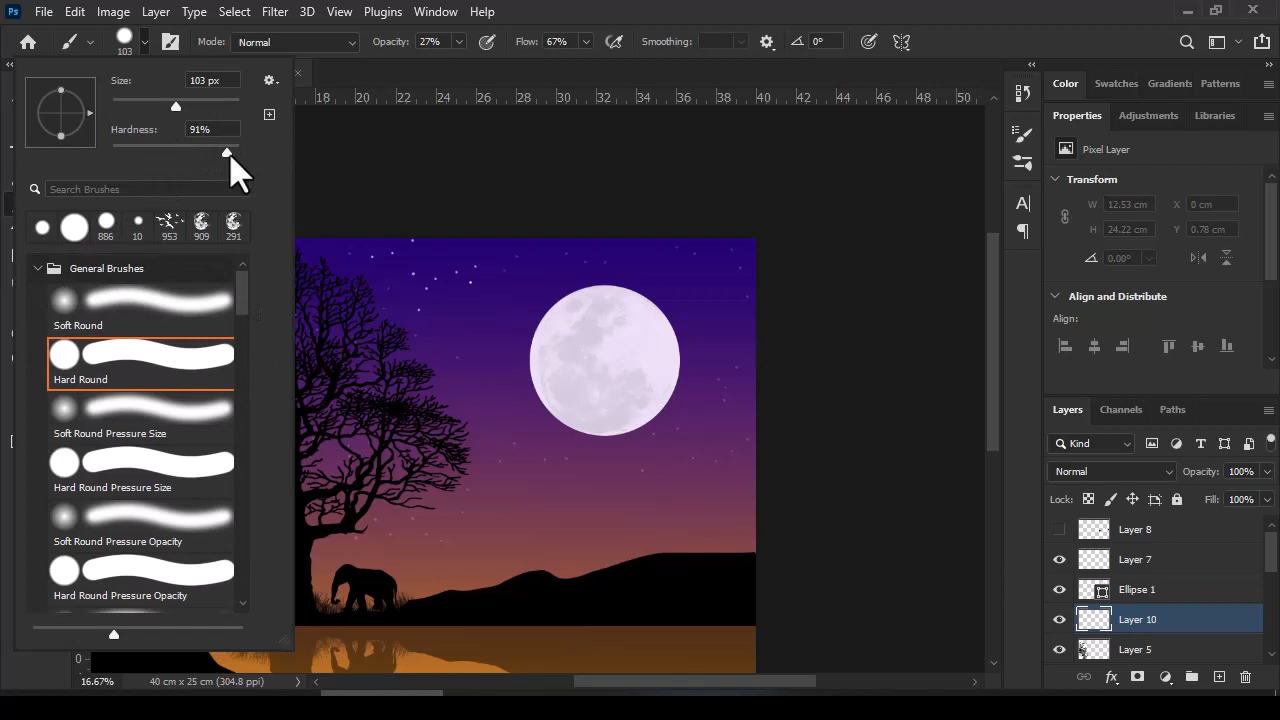 Ps File Edit Image Layer Type Select Filter 3D View Plugins Window Help
103 Mode: Normal Opacity: 27% Flow: 67% Smoothing: 0°
Size: 103 px
Hardness: 91%
Search Brushes
886 10 953 909 291
General Brushes
Soft Round
Hard Round
Soft Round Pressure Size
Hard Round Pressure Size
Soft Round Pressure Opacity
Hard Round Pressure Opacity
18 20 22 24 26 28 30 32 34 36 38 40 42 44 46 48 50
0
16.67% 40 cm x 25 cm (304.8 ppi)
Color Swatches Gradients Patterns
Properties Adjustments Libraries
Pixel Layer
Transform
W 12.53 cm X 0 cm
H 24.22 cm Y 0.78 cm
0.00°
Align and Distribute
Align:
Layers Channels Paths
Kind
Normal Opacity: 100%
Lock: Fill: 100%
Layer 8
Layer 7
Ellipse 1
Layer 10
Layer 5
fx